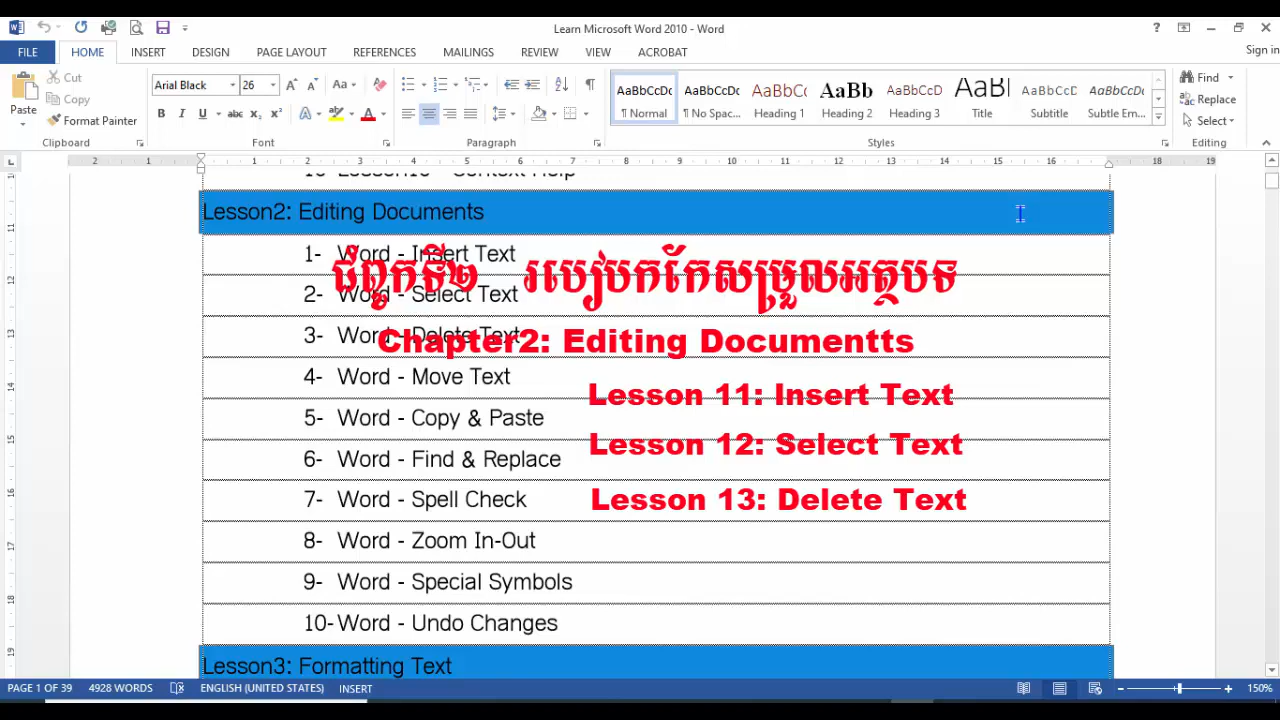 Learn Microsoft Word 2010 - Word
Sign in
FILE HOME INSERT DESIGN PAGE LAYOUT REFERENCES MAILINGS REVIEW VIEW ACROBAT
Paste
Cut
Copy
Format Painter
Clipboard
Arial Black 26
Font
Paragraph
AaBbCcDc AaBbCcDc AaBbCc AaBb AaBbCcD AaBl AaBbCcD AaBbCcDc
¶ Normal ¶ No Spac... Heading 1 Heading 2 Heading 3 Title Subtitle Subtle Em...
Styles
Find
Replace
Select
Editing
Lesson2: Editing Documents
1- Word - Insert Text
2- Word - Select Text
3- Word - Delete Text
4- Word - Move Text
5- Word - Copy & Paste
6- Word - Find & Replace
7- Word - Spell Check
8- Word - Zoom In-Out
9- Word - Special Symbols
10- Word - Undo Changes
Lesson3: Formatting Text
ជំពូកទី២ របៀបកកែសម្រួលអត្ថបទ
Chapter2: Editing Documentts
Lesson 11: Insert Text
Lesson 12: Select Text
Lesson 13: Delete Text
PAGE 1 OF 39 4928 WORDS ENGLISH (UNITED STATES) INSERT 150%